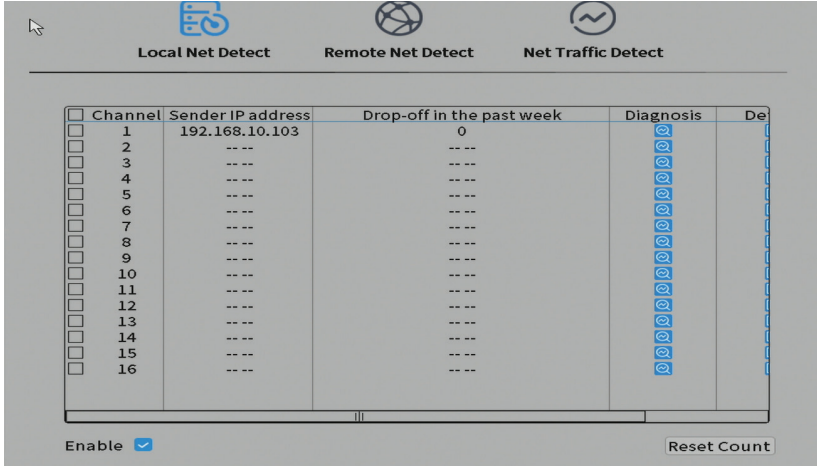 Local Net Detect Remote Net Detect Net Traffic Detect
Channel Sender IP address Drop-off in the past week Diagnosis
1 192.168.10.103 0
2 -- -- -- --
3 -- -- -- --
4 -- -- -- --
5 -- -- -- --
6 -- -- -- --
7 -- -- -- --
8 -- -- -- --
9 -- -- -- --
10 -- -- -- --
11 -- -- -- --
12 -- -- -- --
13 -- -- -- --
14 -- -- -- --
15 -- -- -- --
16 -- -- -- --
Enable Reset Count